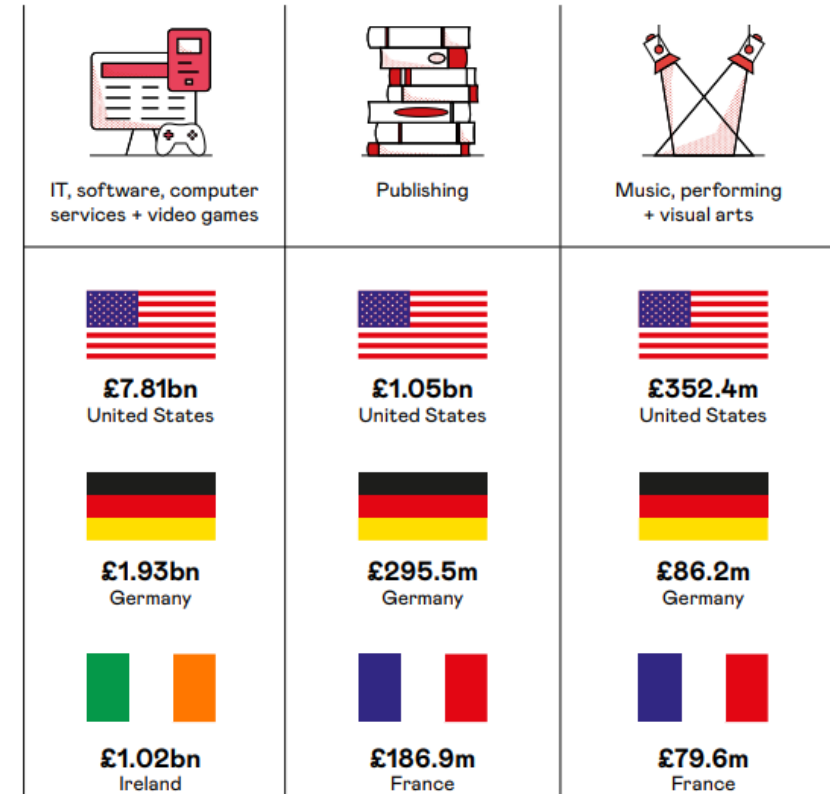 IT, software, computer
services + video games
Publishing
Music, performing
+ visual arts
£7.81bn
United States
£1.05bn
United States
£352.4m
United States
£1.93bn
Germany
£295.5m
Germany
£86.2m
Germany
£1.02bn
Ireland
£186.9m
France
£79.6m
France